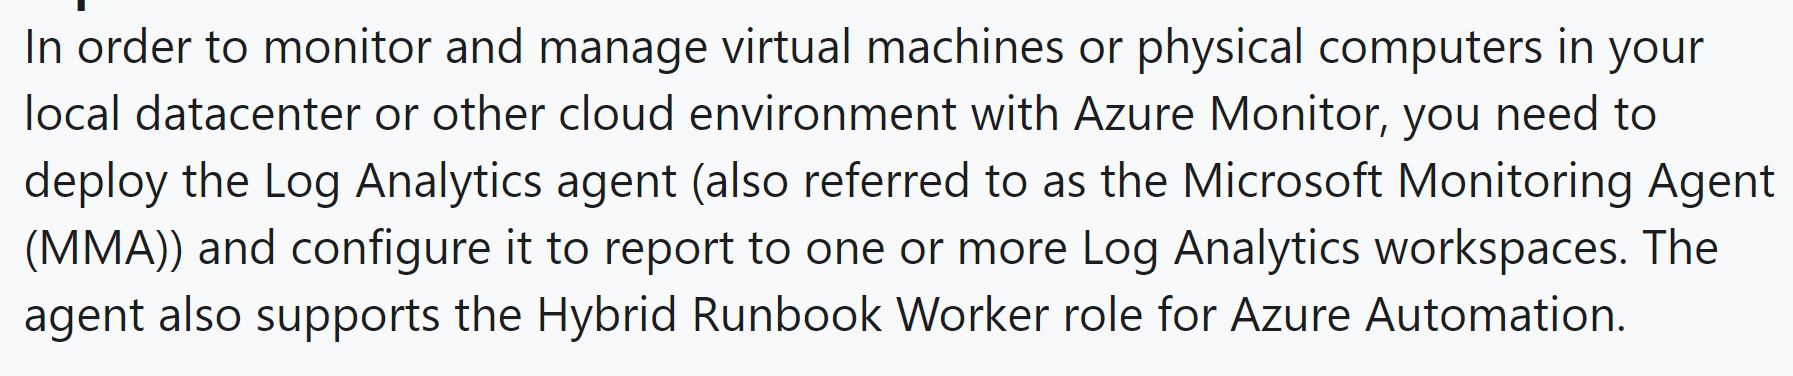 In order to monitor and manage virtual machines or physical computers in your
local datacenter or other cloud environment with Azure Monitor, you need to
deploy the Log Analytics agent (also referred to as the Microsoft Monitoring Agent
(MMA)) and configure it to report to one or more Log Analytics workspaces. The
agent also supports the Hybrid Runbook Worker role for Azure Automation.